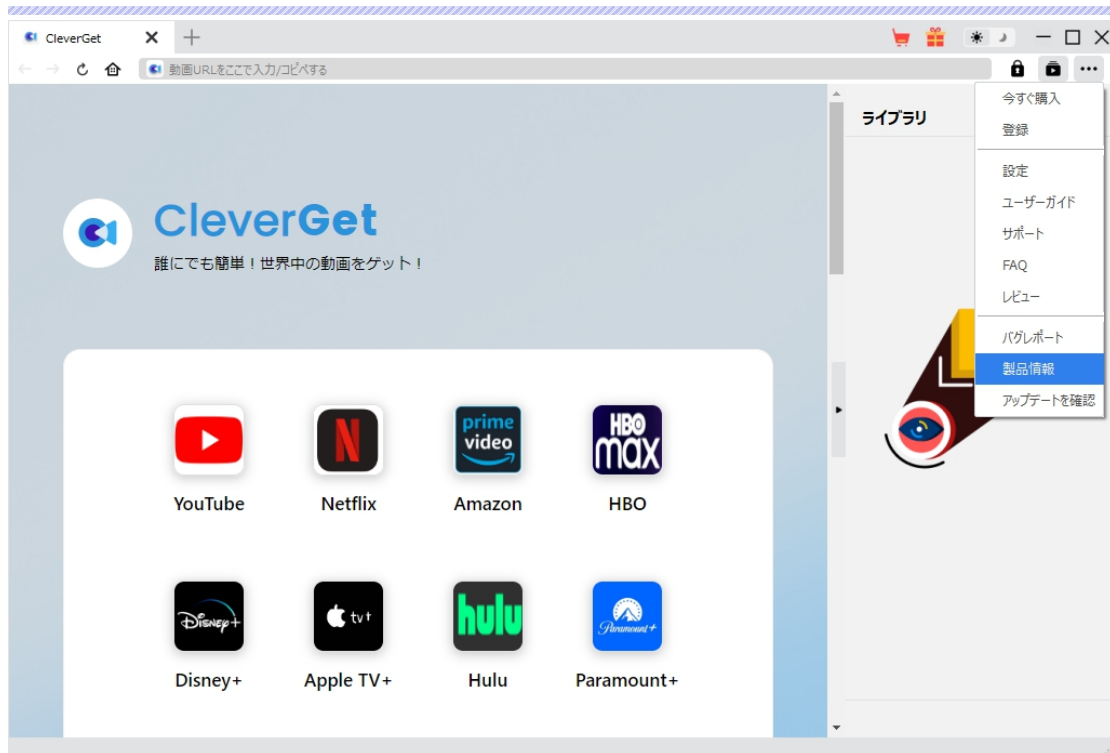 CleverGet
動画URLをここで入力/コピペする
今すぐ購入
登録
設定
ユーザーガイド
サポート
FAQ
レビュー
バグレポート
製品情報
アップデートを確認
ライブラリ
CleverGet
誰にでも簡単！世界中の動画をゲット！
prime
video
HBO
max
YouTube
Netflix
Amazon
HBO
Disney+
tv+
hulu
Paramount+
Disney+
Apple TV+
Hulu
Paramount+